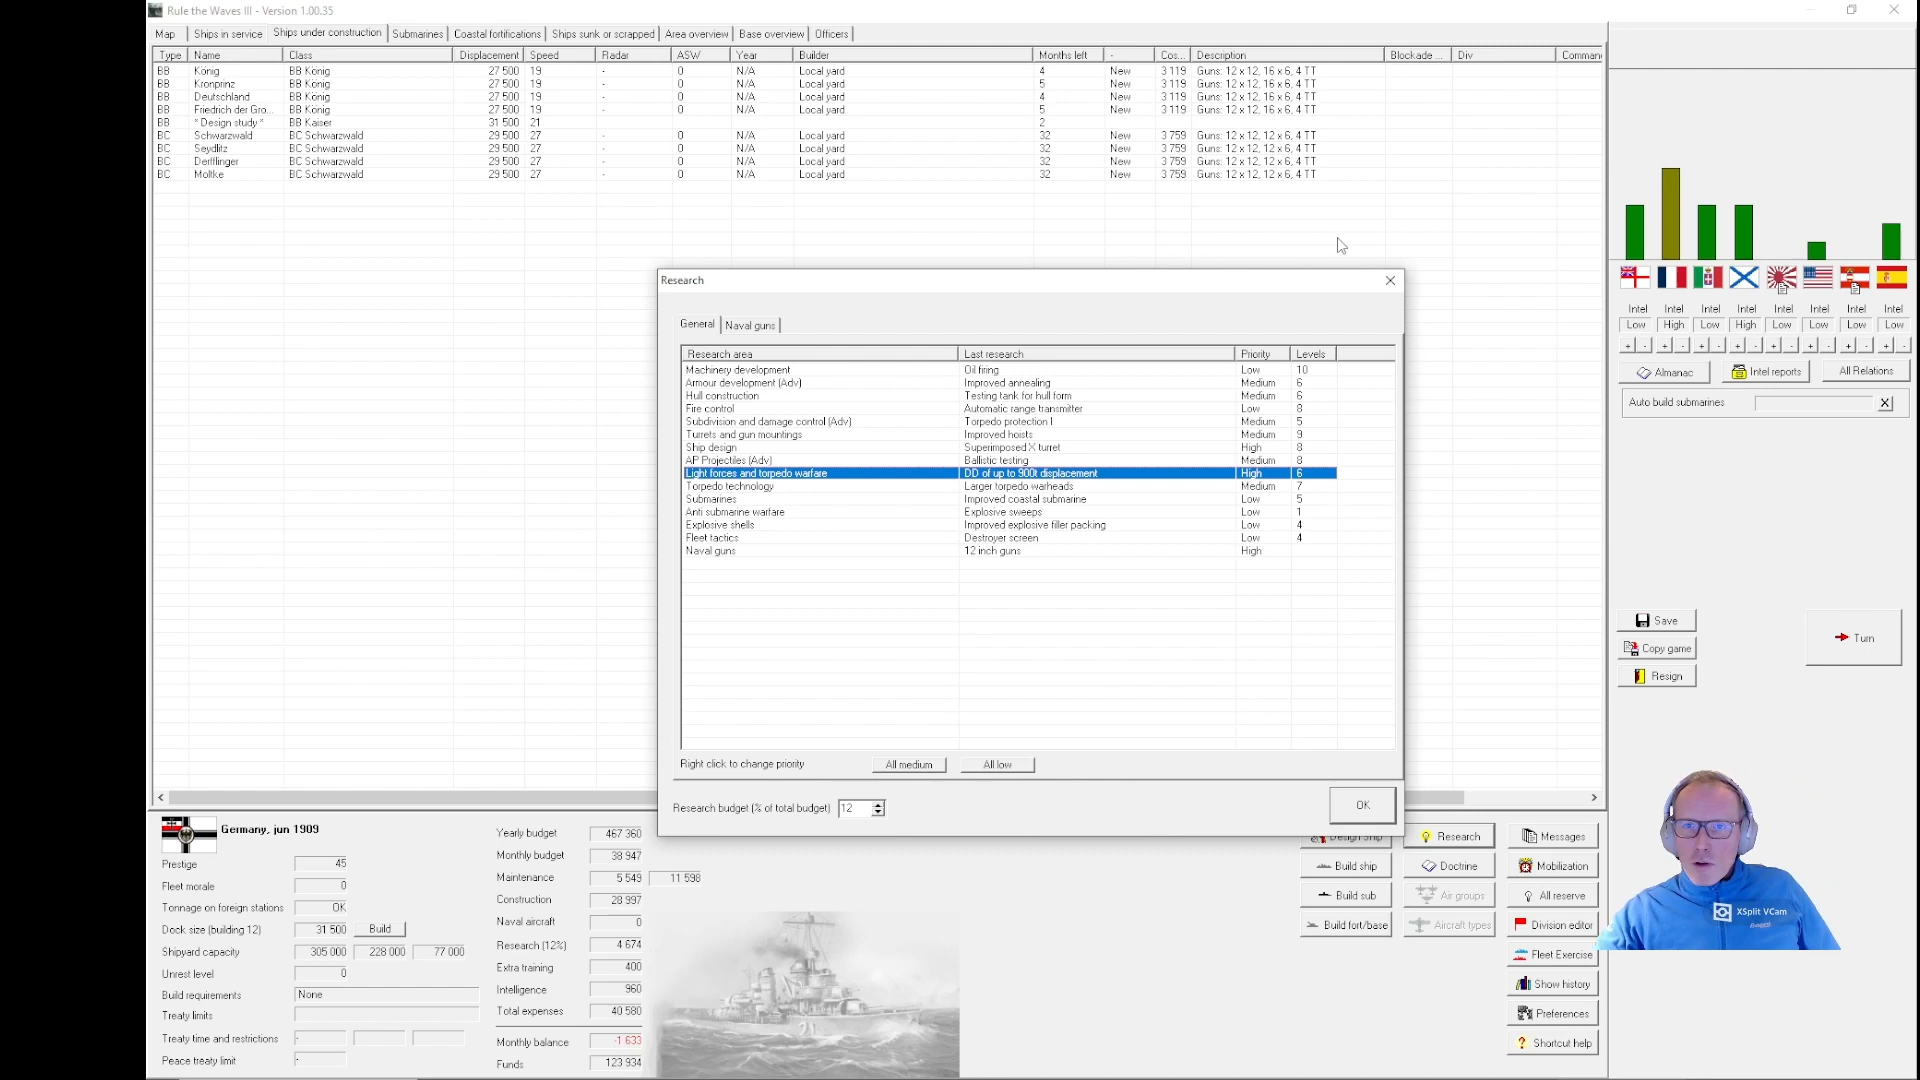 Rule the Waves III - Version 1.00.35
Map Ships in service Ships under construction Submarines Coastal fortifications Ships sunk or scrapped Area overview Base overview Officers
Type Name Class Displacement Speed Radar ASW Year Builder Months left - Cos... Description Blockade ... Div Comman
BB König BB König 27 500 19 - 0 N/A Local yard 4 New 3 119 Guns: 12 x 12, 16 x 6, 4 TT
BB Kronprinz BB König 27 500 19 - 0 N/A Local yard 5 New 3 119 Guns: 12 x 12, 16 x 6, 4 TT
BB Deutschland BB König 27 500 19 - 0 N/A Local yard 4 New 3 119 Guns: 12 x 12, 16 x 6, 4 TT
BB Friedrich der Gro... BB König 27 500 19 - 0 N/A Local yard 5 New 3 119 Guns: 12 x 12, 16 x 6, 4 TT
BB * Design study * BB Kaiser 31 500 21 2
BC Schwarzwald BC Schwarzwald 29 500 27 - 0 N/A Local yard 32 New 3 759 Guns: 12 x 12, 12 x 6, 4 TT
BC Seydlitz BC Schwarzwald 29 500 27 - 0 N/A Local yard 32 New 3 759 Guns: 12 x 12, 12 x 6, 4 TT
BC Derfflinger BC Schwarzwald 29 500 27 - 0 N/A Local yard 32 New 3 759 Guns: 12 x 12, 12 x 6, 4 TT
BC Moltke BC Schwarzwald 29 500 27 - 0 N/A Local yard 32 New 3 759 Guns: 12 x 12, 12 x 6, 4 TT
Research
General Naval guns
Research area Last research Priority Levels
Machinery development Oil firing Low 10
Armour development (Adv) Improved annealing Medium 6
Hull construction Testing tank for hull form Medium 6
Fire control Automatic range transmitter Low 8
Subdivision and damage control (Adv) Torpedo protection I Medium 5
Turrets and gun mountings Improved hoists Medium 9
Ship design Superimposed X turret High 8
AP Projectiles (Adv) Ballistic testing Medium 8
Light forces and torpedo warfare DD of up to 900t displacement High 6
Torpedo technology Larger torpedo warheads Medium 7
Submarines Improved coastal submarine Low 5
Anti submarine warfare Explosive sweeps Low 1
Explosive shells Improved explosive filler packing Low 4
Fleet tactics Destroyer screen Low 4
Naval guns 12 inch guns High
Right click to change priority All medium All low
Research budget (% of total budget) 12 OK
Intel Intel Intel Intel Intel Intel Intel Intel
Low High Low High Low Low Low Low
+ - + - + - + - + - + - + - + -
Almanac Intel reports All Relations
Auto build submarines X
Save
Copy game
Resign
Turn
Germany, jun 1909
Prestige 45
Fleet morale 0
Tonnage on foreign stations OK
Dock size (building 12) 31 500 Build
Shipyard capacity 305 000 228 000 77 000
Unrest level 0
Build requirements None
Treaty limits
Treaty time and restrictions -
Peace treaty limit -
Yearly budget 467 360
Monthly budget 38 947
Maintenance 5 549 11 598
Construction 28 997
Naval aircraft 0
Research (12%) 4 674
Extra training 400
Intelligence 960
Total expenses 40 580
Monthly balance -1 633
Funds 123 934
21
Design ship Research Messages
Build ship Doctrine Mobilization
Build sub Air groups All reserve
Build fort/base Aircraft types Division editor
Fleet Exercise
Show history
Preferences
Shortcut help
XSplit VCam